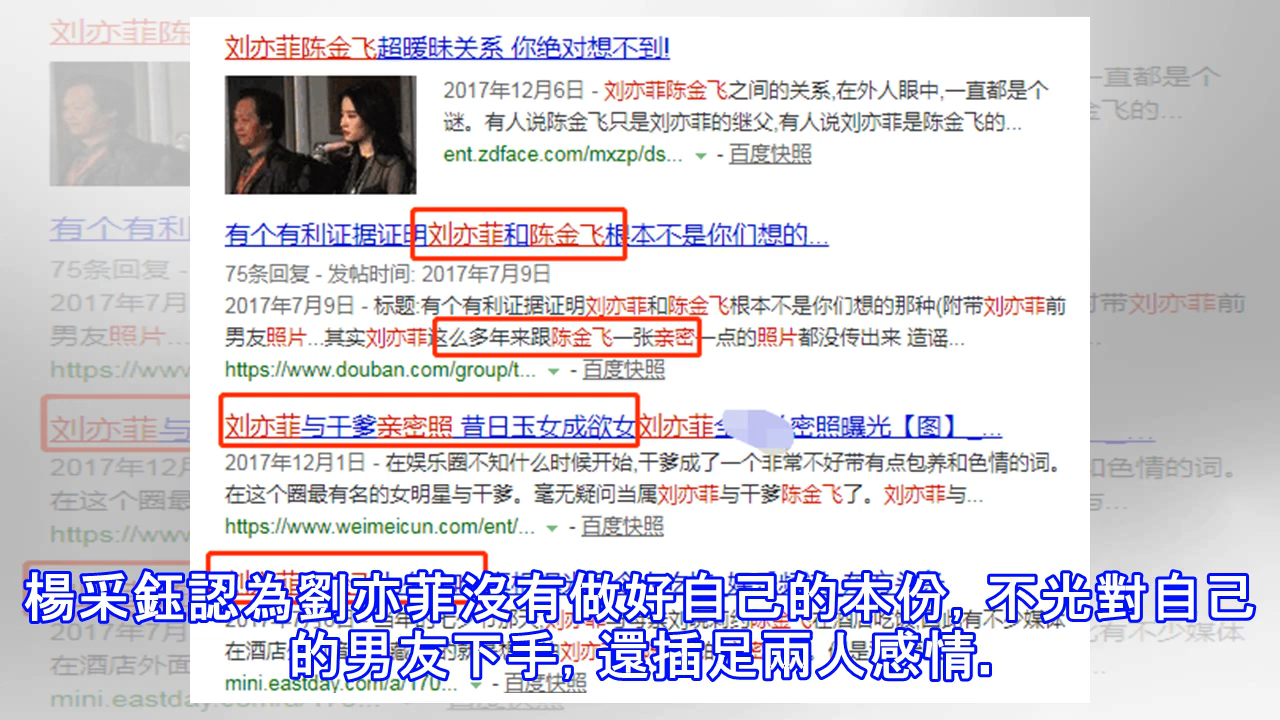 刘亦菲陈金飞超暧昧关系 你绝对想不到!
2017年12月6日 - 刘亦菲陈金飞之间的关系,在外人眼中,一直都是个
谜。有人说陈金飞只是刘亦菲的继父,有人说刘亦菲是陈金飞的...
ent.zdface.com/mxzp/ds... - 百度快照
有个有利证据证明刘亦菲和陈金飞根本不是你们想的...
75条回复 - 发帖时间: 2017年7月9日
2017年7月9日 - 标题:有个有利证据证明刘亦菲和陈金飞根本不是你们想的那种(附带刘亦菲前
男友照片...其实刘亦菲这么多年来跟陈金飞一张亲密一点的照片都没传出来 造谣...
https://www.douban.com/group/t... - 百度快照
刘亦菲与干爹亲密照 昔日玉女成欲女刘亦菲全 密照曝光【图】_...
2017年12月1日 - 在娱乐圈不知什么时候开始,干爹成了一个非常不好带有点包养和色情的词。
在这个圈最有名的女明星与干爹。毫无疑问当属刘亦菲与干爹陈金飞了。刘亦菲与...
https://www.weimeicun.com/ent/... - 百度快照
楊采鈺認為劉亦菲沒有做好自己的本份, 不光對自己
的男友下手, 還插足兩人感情.
mini.eastday.com/a/170... - 百度快照